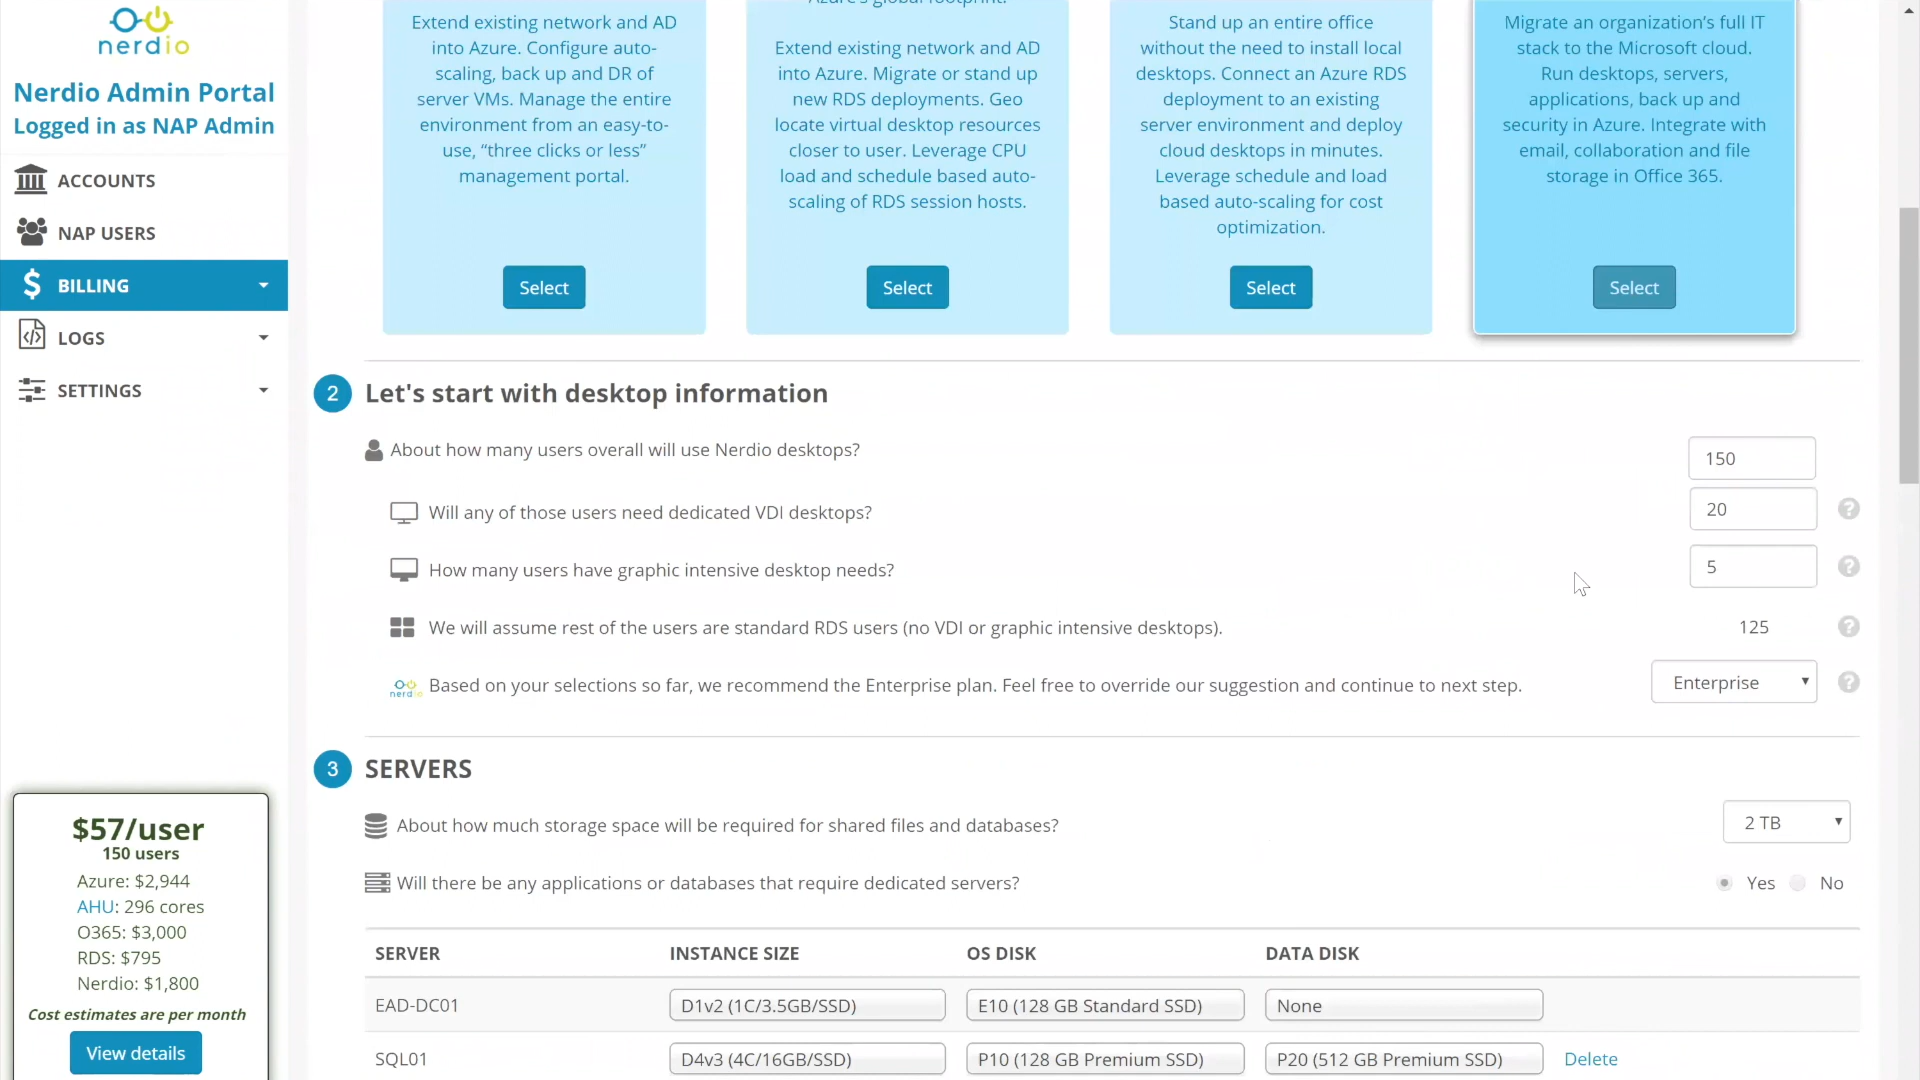 nerdio
Nerdio Admin Portal
Logged in as NAP Admin
ACCOUNTS
NAP USERS
BILLING
LOGS
SETTINGS
$57/user
150 users
Azure: $2,944
AHU: 296 cores
O365: $3,000
RDS: $795
Nerdio: $1,800
Cost estimates are per month
View details
Extend existing network and AD
into Azure. Configure auto-
scaling, back up and DR of
server VMs. Manage the entire
environment from an easy-to-
use, “three clicks or less”
management portal.
Select
Azure's global footprint.
Extend existing network and AD
into Azure. Migrate or stand up
new RDS deployments. Geo
locate virtual desktop resources
closer to user. Leverage CPU
load and schedule based auto-
scaling of RDS session hosts.
Select
Stand up an entire office
without the need to install local
desktops. Connect an Azure RDS
deployment to an existing
server environment and deploy
cloud desktops in minutes.
Leverage schedule and load
based auto-scaling for cost
optimization.
Select
Migrate an organization’s full IT
stack to the Microsoft cloud.
Run desktops, servers,
applications, back up and
security in Azure. Integrate with
email, collaboration and file
storage in Office 365.
Select
2 Let's start with desktop information
About how many users overall will use Nerdio desktops? 150
Will any of those users need dedicated VDI desktops? 20 ?
How many users have graphic intensive desktop needs? 5 ?
We will assume rest of the users are standard RDS users (no VDI or graphic intensive desktops). 125 ?
nerdio Based on your selections so far, we recommend the Enterprise plan. Feel free to override our suggestion and continue to next step. Enterprise ?
3 SERVERS
About how much storage space will be required for shared files and databases? 2 TB
Will there be any applications or databases that require dedicated servers? Yes No
SERVER INSTANCE SIZE OS DISK DATA DISK
EAD-DC01 D1v2 (1C/3.5GB/SSD) E10 (128 GB Standard SSD) None
SQL01 D4v3 (4C/16GB/SSD) P10 (128 GB Premium SSD) P20 (512 GB Premium SSD) Delete